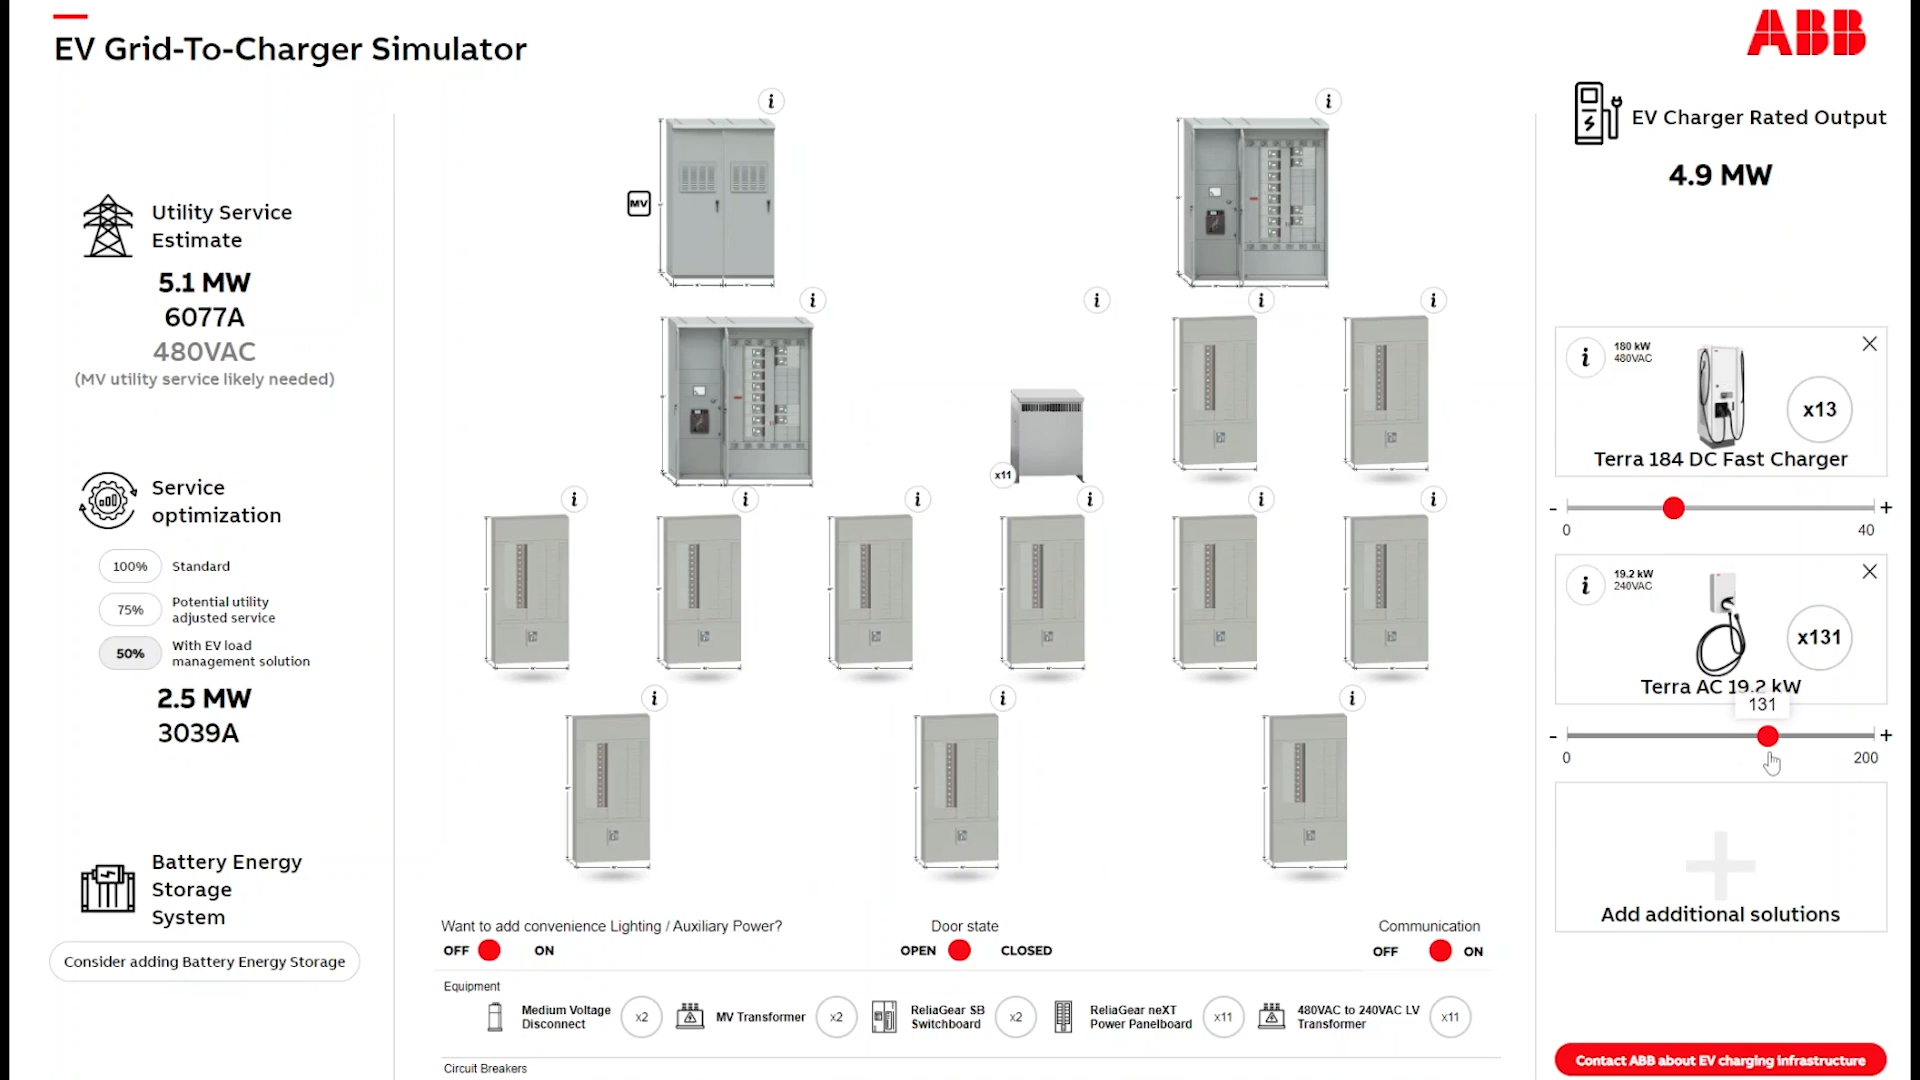 EV Grid-To-Charger Simulator
ABB
EV Charger Rated Output
4.9 MW
Utility Service
Estimate
5.1 MW
6077A
480VAC
(MV utility service likely needed)
Service
optimization
100% Standard
75% Potential utility
adjusted service
50% With EV load
management solution
2.5 MW
3039A
Battery Energy
Storage
System
Consider adding Battery Energy Storage
i
i
MV
i
i
i
i
x11
i
i
i
i
i
i
i
i
i
Want to add convenience Lighting / Auxiliary Power?
OFF ON
Door state
OPEN CLOSED
Communication
OFF ON
Equipment
Medium Voltage
Disconnect
x2
MV Transformer
x2
ReliaGear SB
Switchboard
x2
ReliaGear neXT
Power Panelboard
x11
480VAC to 240VAC LV
Transformer
x11
Circuit Breakers
i
180 kW
480VAC
x13
Terra 184 DC Fast Charger
- +
0 40
i
19.2 kW
240VAC
x131
Terra AC 19.2 kW
131
- +
0 200
Add additional solutions
Contact ABB about EV charging infrastructure